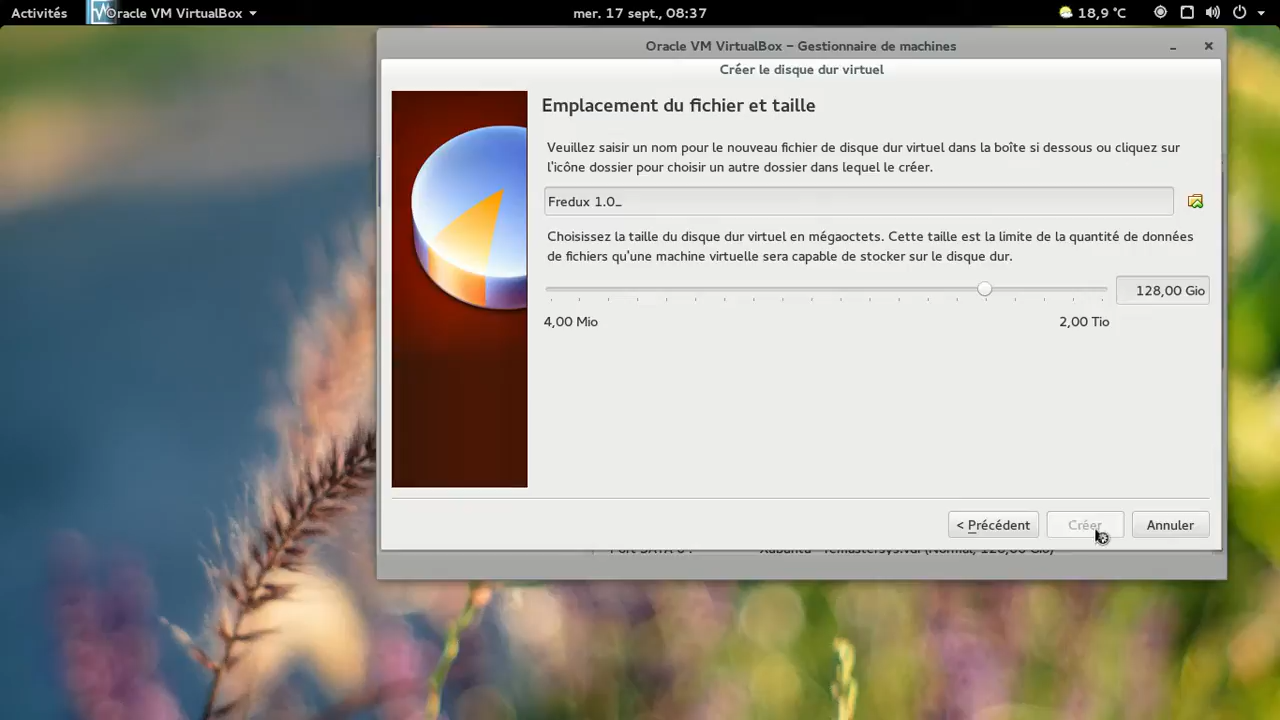 Activités
Oracle VM VirtualBox
mer. 17 sept., 08:37
18,9 °C
Oracle VM VirtualBox – Gestionnaire de machines
Créer le disque dur virtuel
Emplacement du fichier et taille
Veuillez saisir un nom pour le nouveau fichier de disque dur virtuel dans la boîte si dessous ou cliquez sur
l'icône dossier pour choisir un autre dossier dans lequel le créer.
Fredux 1.0_
Choisissez la taille du disque dur virtuel en mégaoctets. Cette taille est la limite de la quantité de données
de fichiers qu'une machine virtuelle sera capable de stocker sur le disque dur.
128,00 Gio
4,00 Mio
2,00 Tio
< Précédent
Créer
Annuler